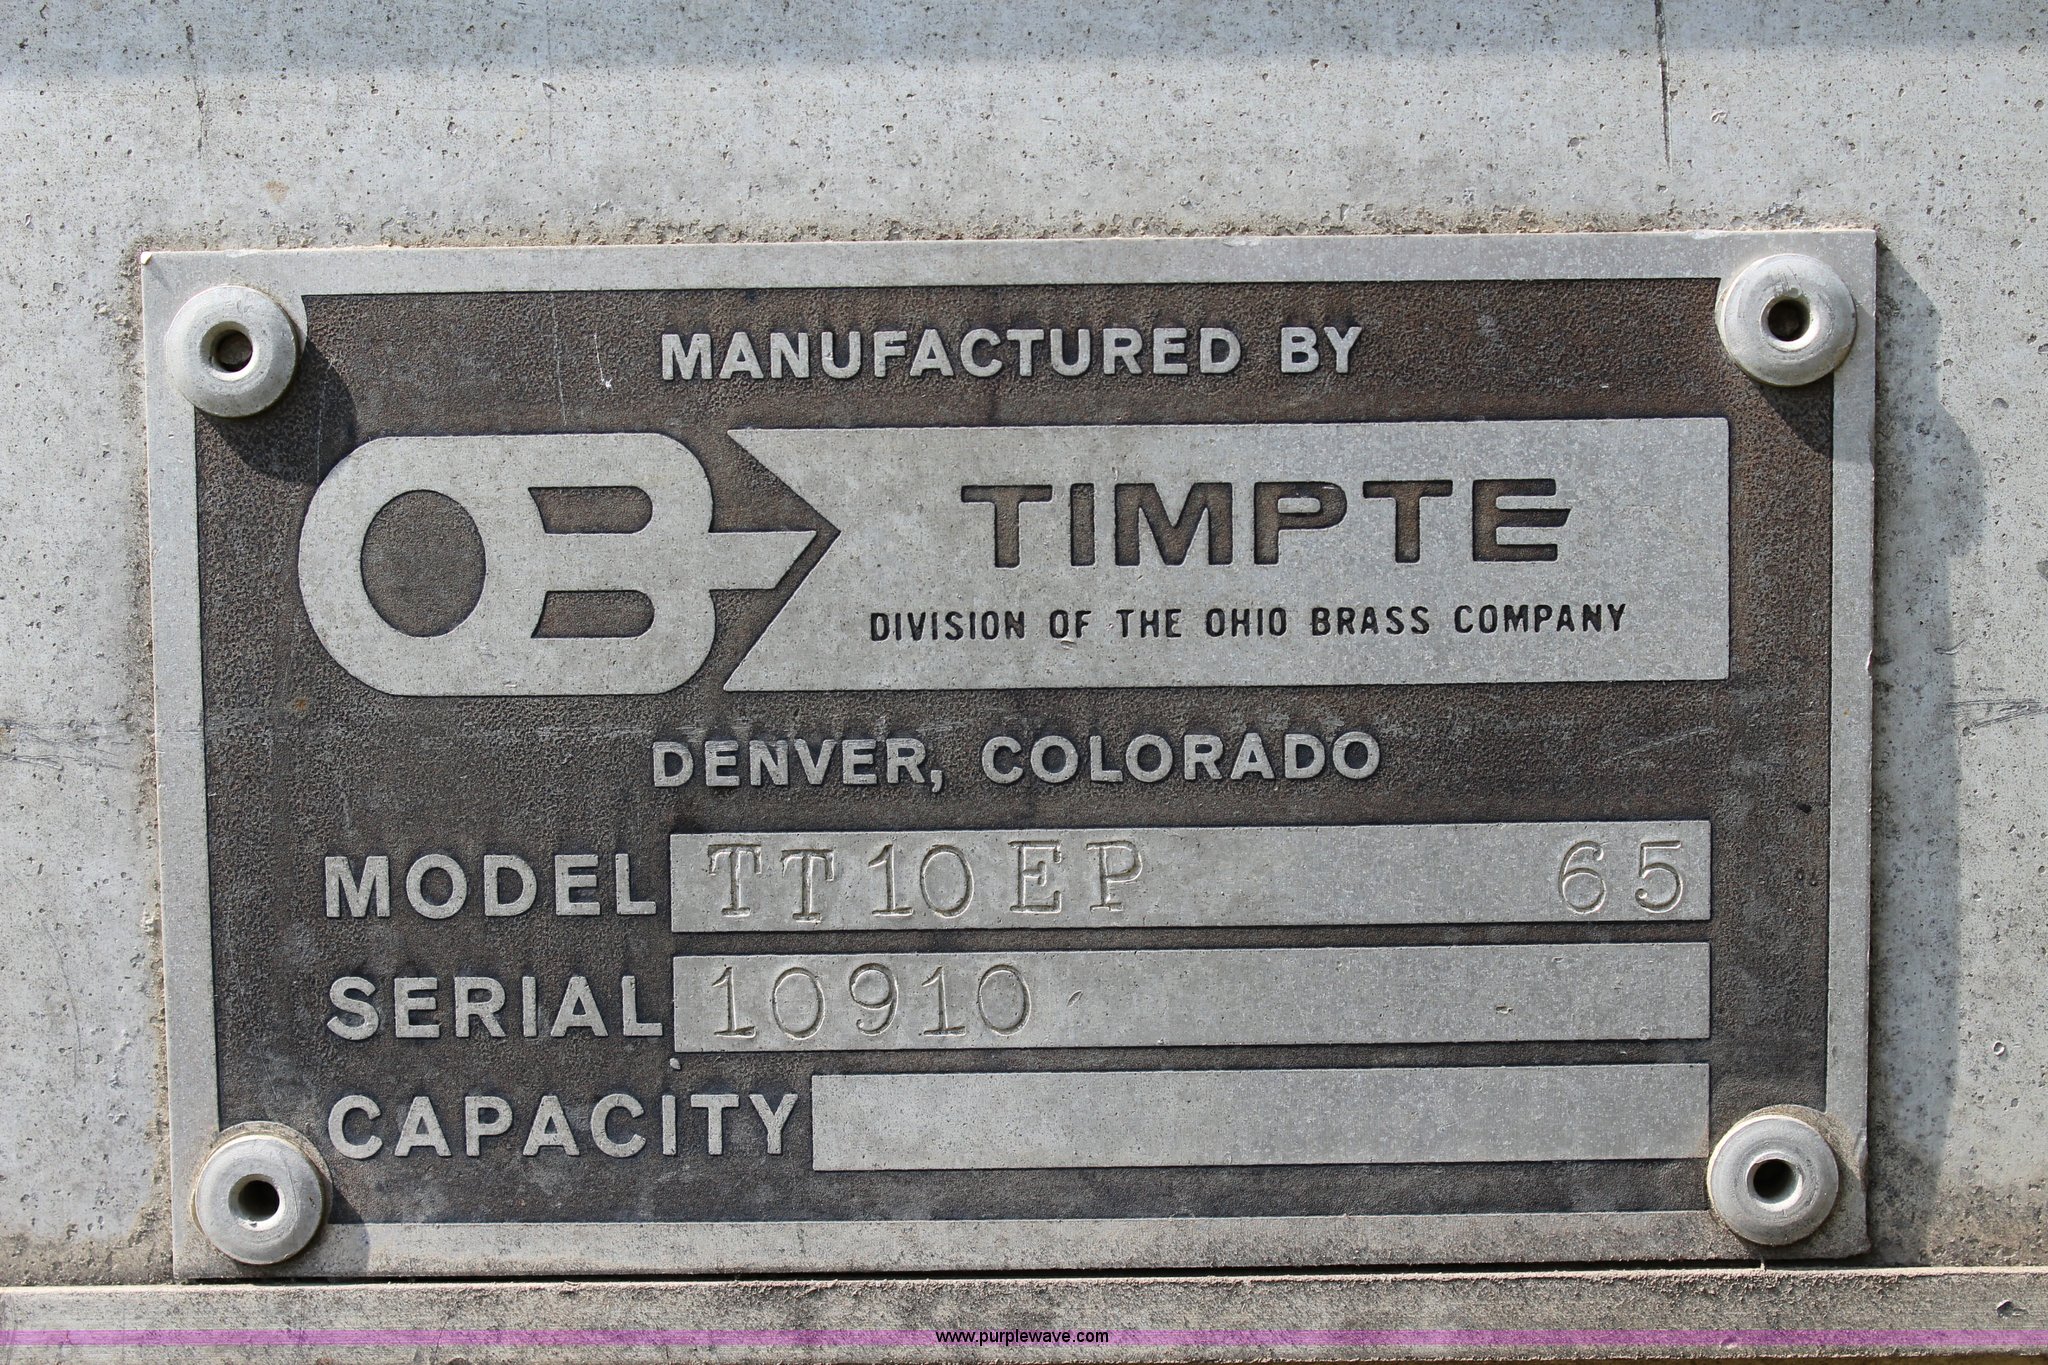 MANUFACTURED BY
OB TIMPTE
DIVISION OF THE OHIO BRASS COMPANY
DENVER, COLORADO
MODEL TT10EP 65
SERIAL 10910
CAPACITY
www.purplewave.com